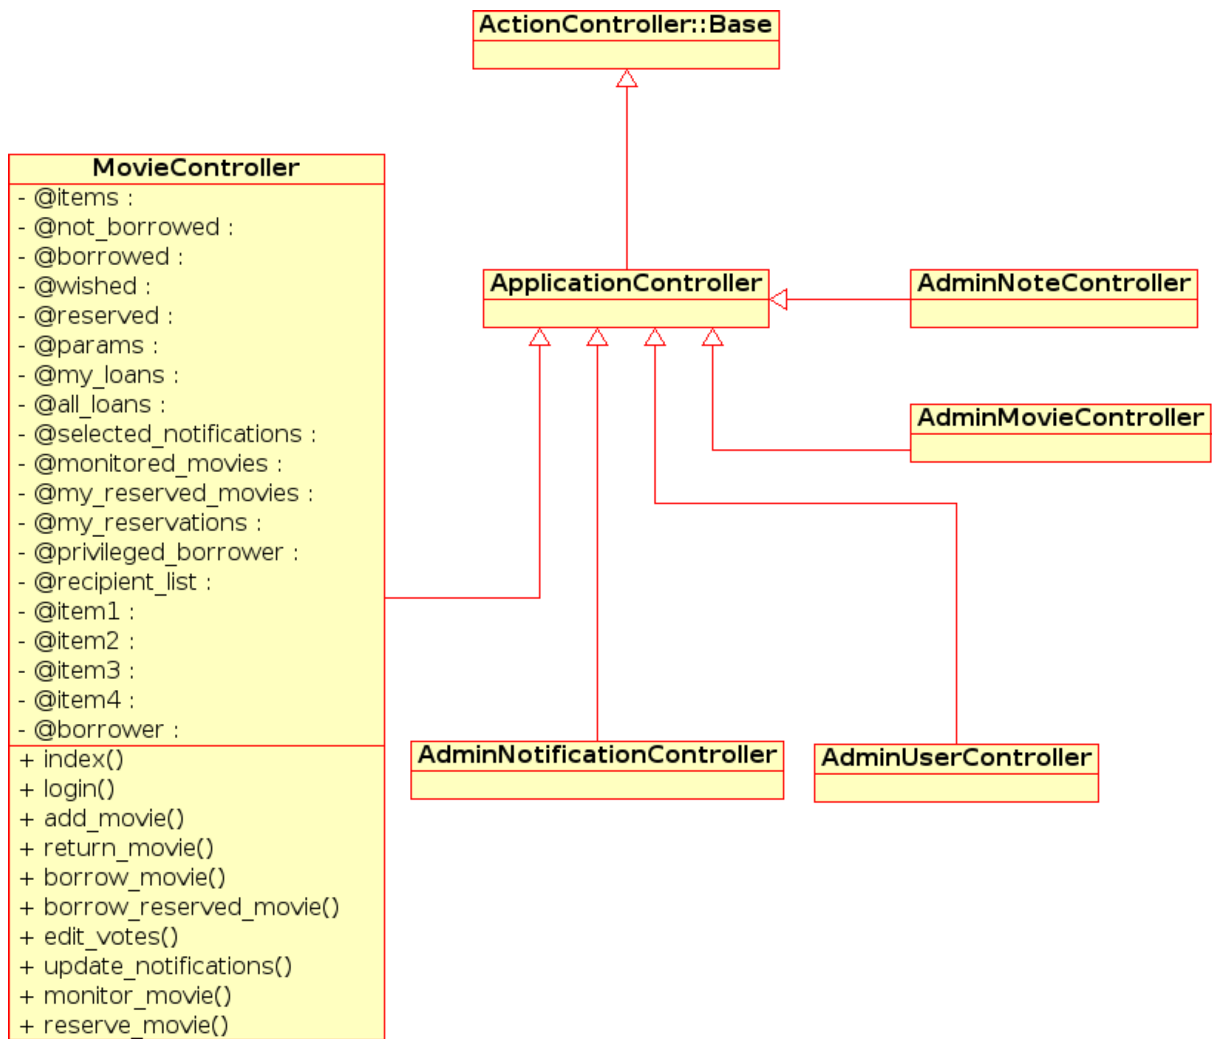 ActionController::Base
MovieController
- @items :
- @not_borrowed :
- @borrowed :
- @wished :
- @reserved :
- @params :
- @my_loans :
- @all_loans :
- @selected_notifications :
- @monitored_movies :
- @my_reserved_movies :
- @my_reservations :
- @privileged_borrower :
- @recipient_list :
- @item1 :
- @item2 :
- @item3 :
- @item4 :
- @borrower :
+ index()
+ login()
+ add_movie()
+ return_movie()
+ borrow_movie()
+ borrow_reserved_movie()
+ edit_votes()
+ update_notifications()
+ monitor_movie()
+ reserve_movie()
ApplicationController
AdminNoteController
AdminMovieController
AdminNotificationController
AdminUserController